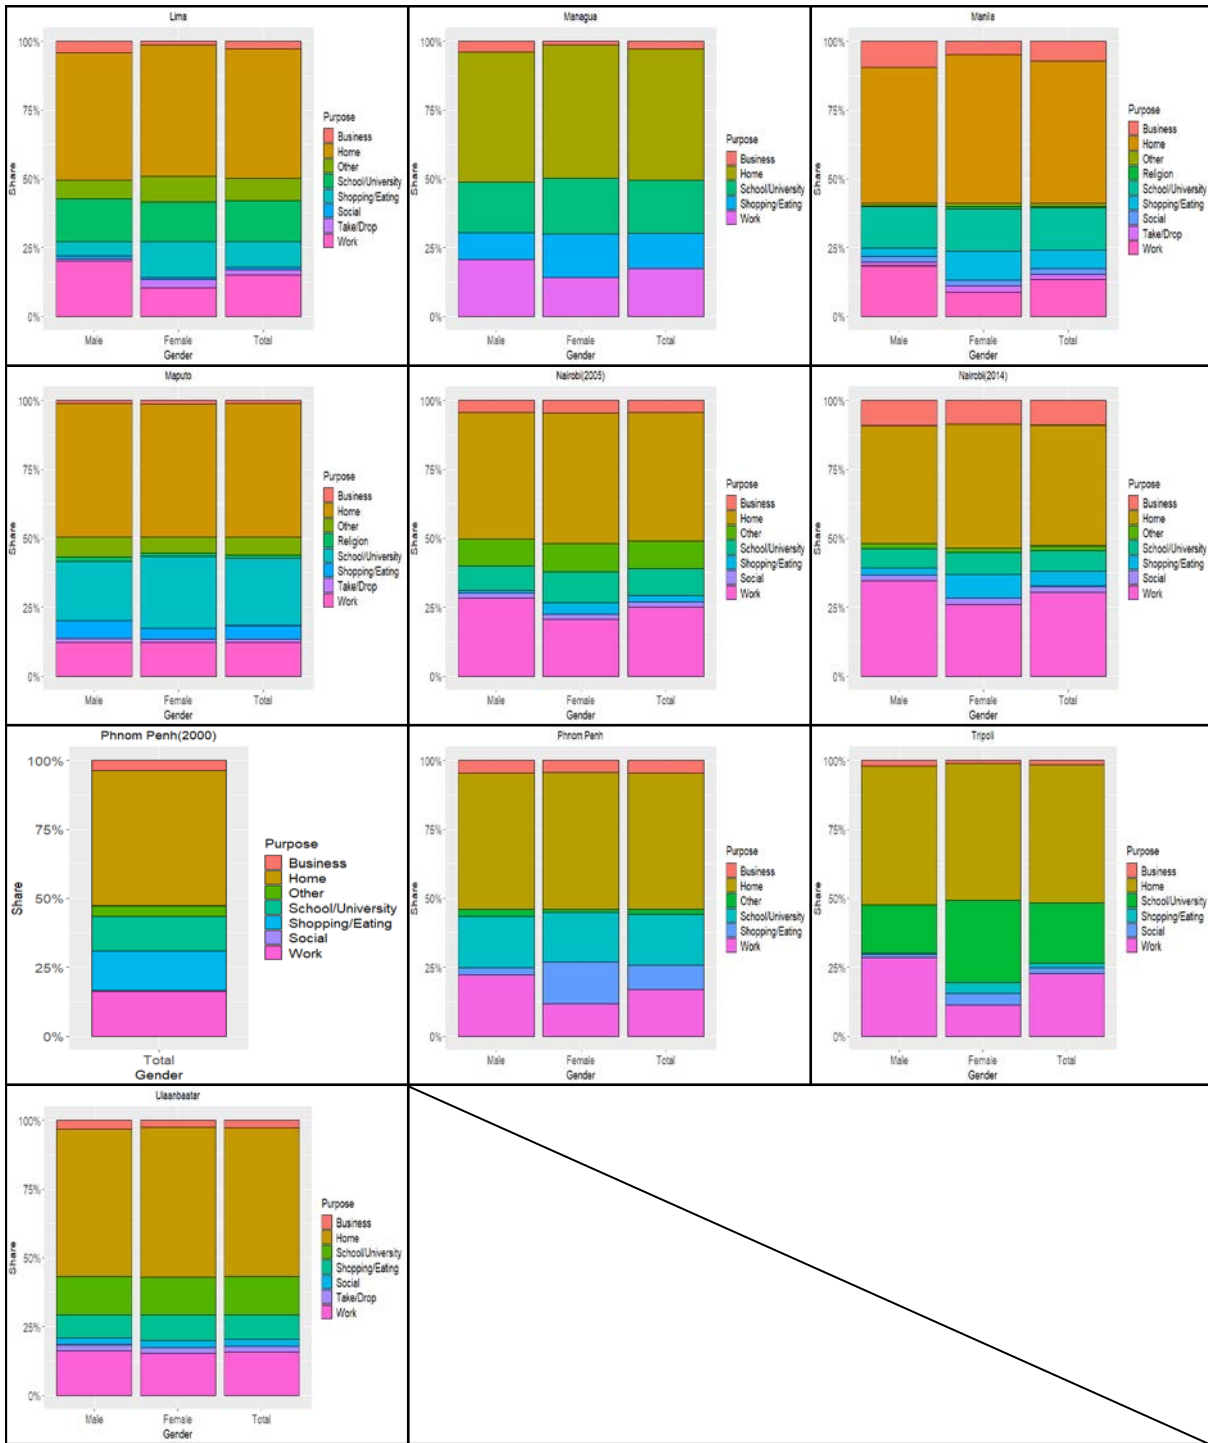 Lima
100%
75%
50%
25%
0%
Share
Male Female Total
Gender
Purpose
Business
Home
Other
School/University
Shopping/Eating
Social
Take/Drop
Work
Managua
100%
75%
50%
25%
0%
Share
Male Female Total
Gender
Purpose
Business
Home
School/University
Shopping/Eating
Work
Manila
100%
75%
50%
25%
0%
Share
Male Female Total
Gender
Purpose
Business
Home
Other
Religion
School/University
Shopping/Eating
Social
Take/Drop
Work
Maputo
100%
75%
50%
25%
0%
Share
Male Female Total
Gender
Purpose
Business
Home
Other
Religion
School/University
Shopping/Eating
Take/Drop
Work
Nairobi(2005)
100%
75%
50%
25%
0%
Share
Male Female Total
Gender
Purpose
Business
Home
Other
School/University
Shopping/Eating
Social
Work
Nairobi(2014)
100%
75%
50%
25%
0%
Share
Male Female Total
Gender
Purpose
Business
Home
Other
School/University
Shopping/Eating
Social
Work
Phnom Penh(2000)
100%
75%
50%
25%
0%
Share
Total
Gender
Purpose
Business
Home
Other
School/University
Shopping/Eating
Social
Work
Phnom Penh
100%
75%
50%
25%
0%
Share
Male Female Total
Gender
Purpose
Business
Home
Other
School/University
Shopping/Eating
Work
Tripoli
100%
75%
50%
25%
0%
Share
Male Female Total
Gender
Purpose
Business
Home
School/University
Shopping/Eating
Social
Work
Ulaanbaatar
100%
75%
50%
25%
0%
Share
Male Female Total
Gender
Purpose
Business
Home
School/University
Shopping/Eating
Social
Take/Drop
Work